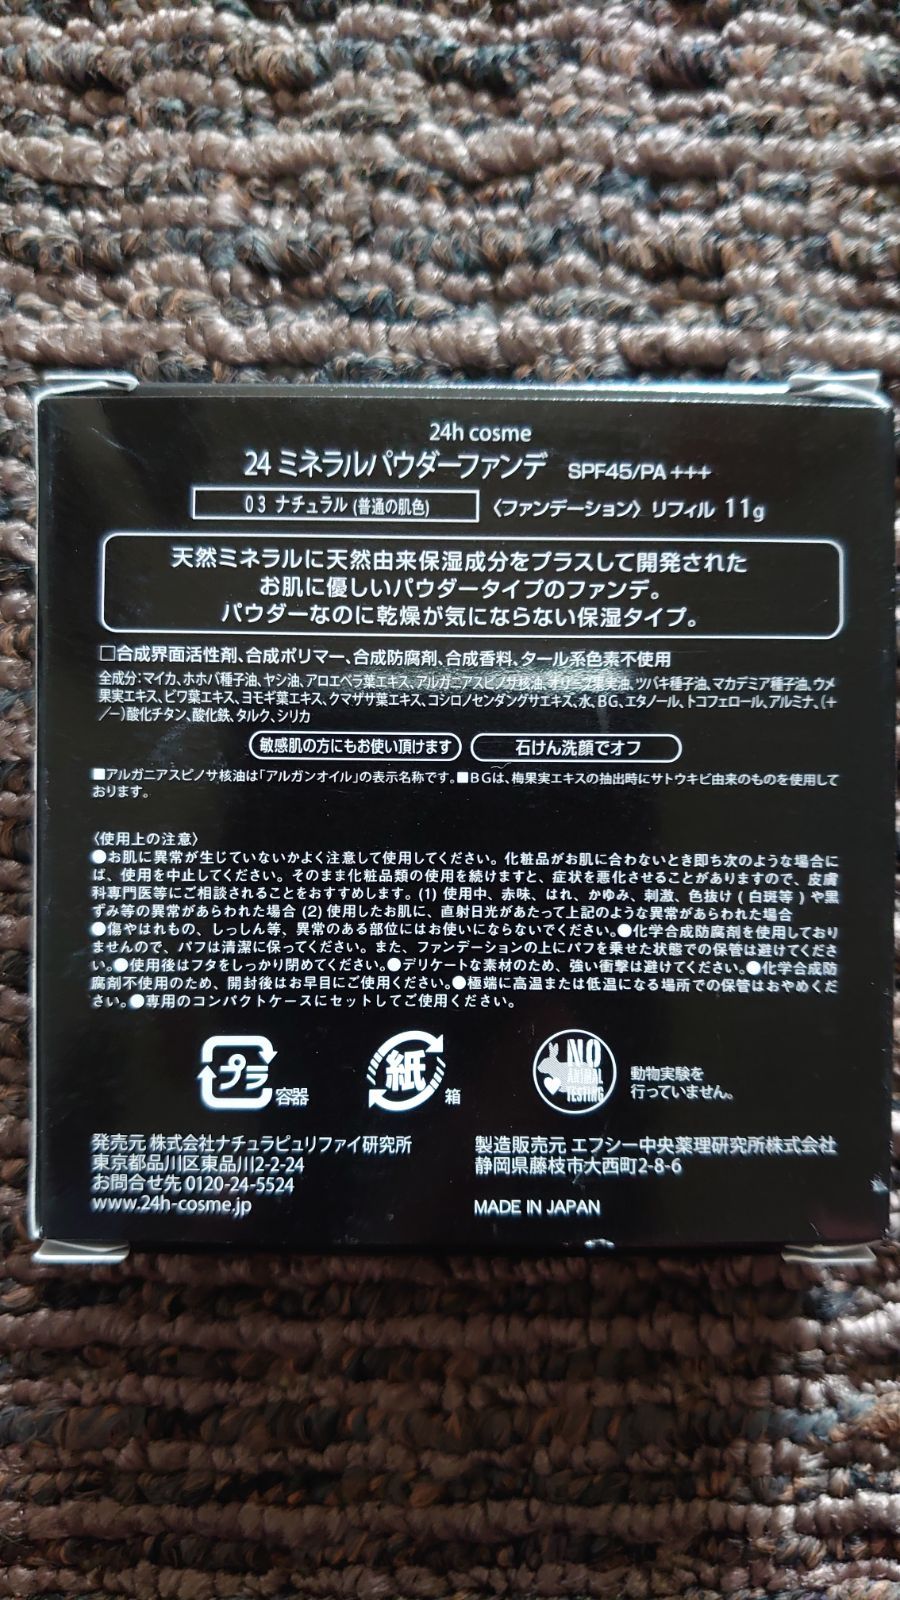 24h cosme
24 ミネラルパウダーファンデ SPF45/PA+++
03 ナチュラル (普通の肌色) 〈ファンデーション〉 リフィル 11g
天然ミネラルに天然由来保湿成分をプラスして開発された
お肌に優しいパウダータイプのファンデ。
パウダーなのに乾燥が気にならない保湿タイプ。
□合成界面活性剤、合成ポリマー、合成防腐剤、合成香料、タール系色素不使用
全成分:マイカ、ホホバ種子油、ヤシ油、アロエベラ葉エキス、アルガニアスピノサ核油、オリーブ果実油、ツバキ種子油、マカデミア種子油、ウメ
果実エキス、ビワ葉エキス、ヨモギ葉エキス、クマザサ葉エキス、コシロノセンダングサエキス、水、BG、エタノール、トコフェロール、アルミナ、(+
/-)酸化チタン、酸化鉄、タルク、シリカ
敏感肌の方にもお使い頂けます 石けん洗顔でオフ
■アルガニアスピノサ核油は「アルガンオイル」の表示名称です。■BGは、梅果実エキスの抽出時にサトウキビ由来のものを使用して
おります。
〈使用上の注意〉
●お肌に異常が生じていないかよく注意して使用してください。化粧品がお肌に合わないとき即ち次のような場合に
は、使用を中止してください。そのまま化粧品類の使用を続けますと、症状を悪化させることがありますので、皮膚
科専門医等にご相談されることをおすすめします。(1) 使用中、赤味、はれ、かゆみ、刺激、色抜け(白斑等)や黒
ずみ等の異常があらわれた場合 (2) 使用したお肌に、直射日光があたって上記のような異常があらわれた場合
●傷やはれもの、しっしん等、異常のある部位にはお使いにならないでください。●化学合成防腐剤を使用しており
ませんので、パフは清潔に保ってください。また、ファンデーションの上にパフを乗せた状態での保管は避けてくださ
い。●使用後はフタをしっかり閉めてください。●デリケートな素材のため、強い衝撃は避けてください。●化学合成防
腐剤不使用のため、開封後はお早目にご使用ください。●極端に高温または低温になる場所での保管はおやめくだ
さい。●専用のコンパクトケースにセットしてご使用ください。
プラ 容器
紙 箱
NO
ANIMAL
TESTING
動物実験を
行っていません。
発売元 株式会社ナチュラピュリファイ研究所
東京都品川区東品川2-2-24
お問合せ先 0120-24-5524
www.24h-cosme.jp
製造販売元 エフシー中央薬理研究所株式会社
静岡県藤枝市大西町2-8-6
MADE IN JAPAN